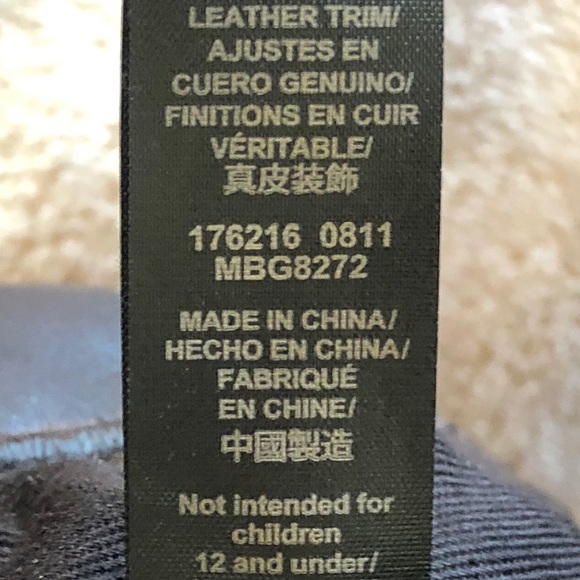 LEATHER TRIM/
AJUSTES EN
CUERO GENUINO/
FINITIONS EN CUIR
VÉRITABLE/
真皮装飾
176216 0811
MBG8272
MADE IN CHINA/
HECHO EN CHINA/
FABRIQUÉ
EN CHINE/
中國製造
Not intended for
children
12 and under/